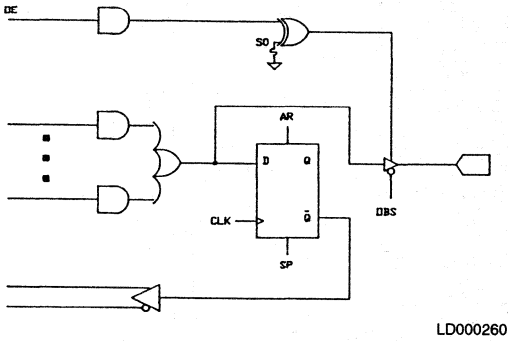 OE
S0
AR
D Q
CLK Q̅
SP
OBS
LD000260